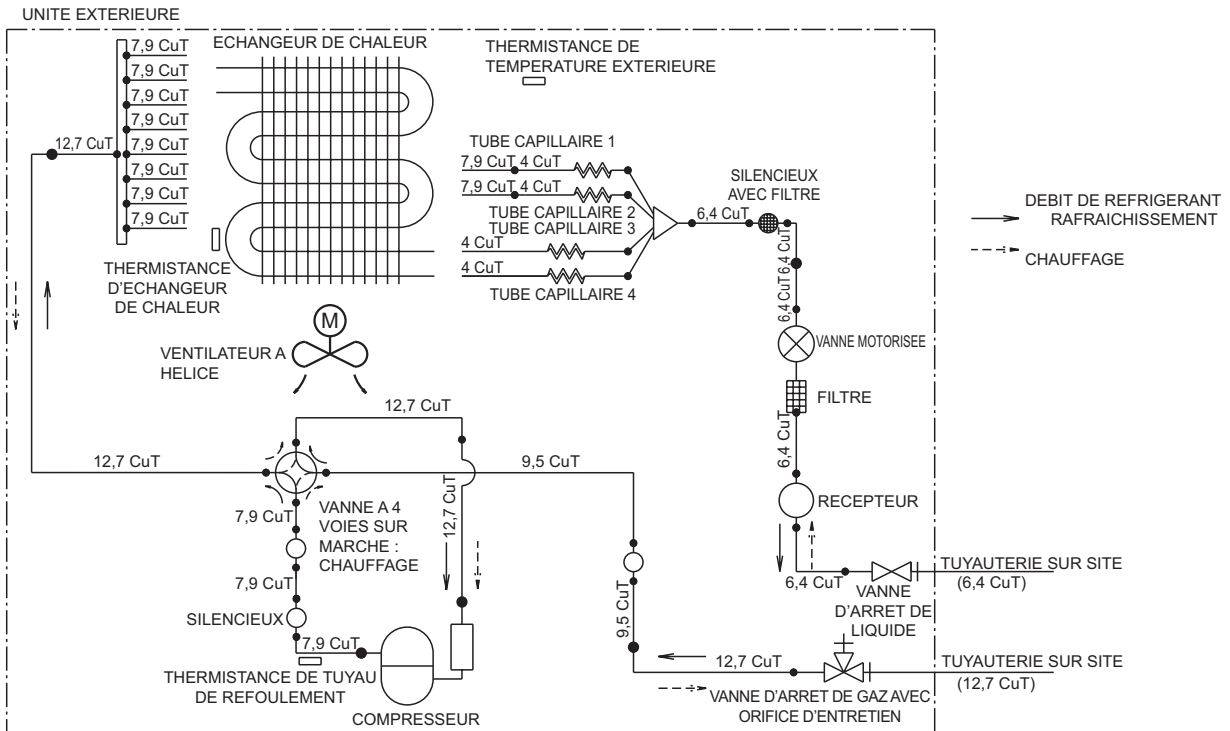 UNITE EXTERIEURE
7,9 CuT
7,9 CuT
7,9 CuT
7,9 CuT
7,9 CuT
7,9 CuT
7,9 CuT
7,9 CuT
12,7 CuT
ECHANGEUR DE CHALEUR
THERMISTANCE DE
TEMPERATURE EXTERIEURE
THERMISTANCE
D'ECHANGEUR
DE CHALEUR
TUBE CAPILLAIRE 1
7,9 CuT 4 CuT
7,9 CuT 4 CuT
TUBE CAPILLAIRE 2
TUBE CAPILLAIRE 3
4 CuT
4 CuT
TUBE CAPILLAIRE 4
SILENCIEUX
AVEC FILTRE
6,4 CuT
6,4 CuT
6,4 CuT
DEBIT DE REFRIGERANT
RAFRAICHISSEMENT
CHAUFFAGE
M
VENTILATEUR A
HELICE
VANNE MOTORISEE
FILTRE
6,4 CuT
RECEPTEUR
12,7 CuT
12,7 CuT
9,5 CuT
12,7 CuT
7,9 CuT
VANNE A 4
VOIES SUR
MARCHE :
CHAUFFAGE
7,9 CuT
SILENCIEUX
7,9 CuT
THERMISTANCE DE TUYAU
DE REFOULEMENT
COMPRESSEUR
9,5 CuT
6,4 CuT
VANNE
D'ARRET DE
LIQUIDE
TUYAUTERIE SUR SITE
(6,4 CuT)
12,7 CuT
VANNE D'ARRET DE GAZ AVEC
ORIFICE D'ENTRETIEN
TUYAUTERIE SUR SITE
(12,7 CuT)